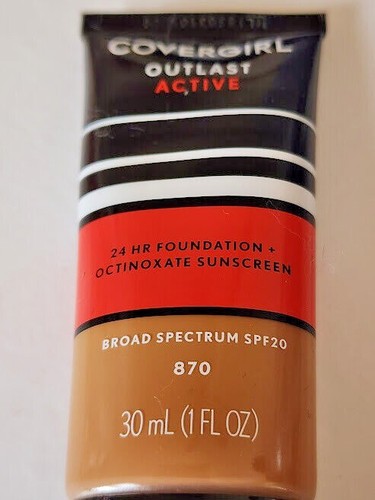 COVERGIRL
OUTLAST
ACTIVE
24 HR FOUNDATION +
OCTINOXATE SUNSCREEN
BROAD SPECTRUM SPF20
870
30 mL (1 FL OZ)